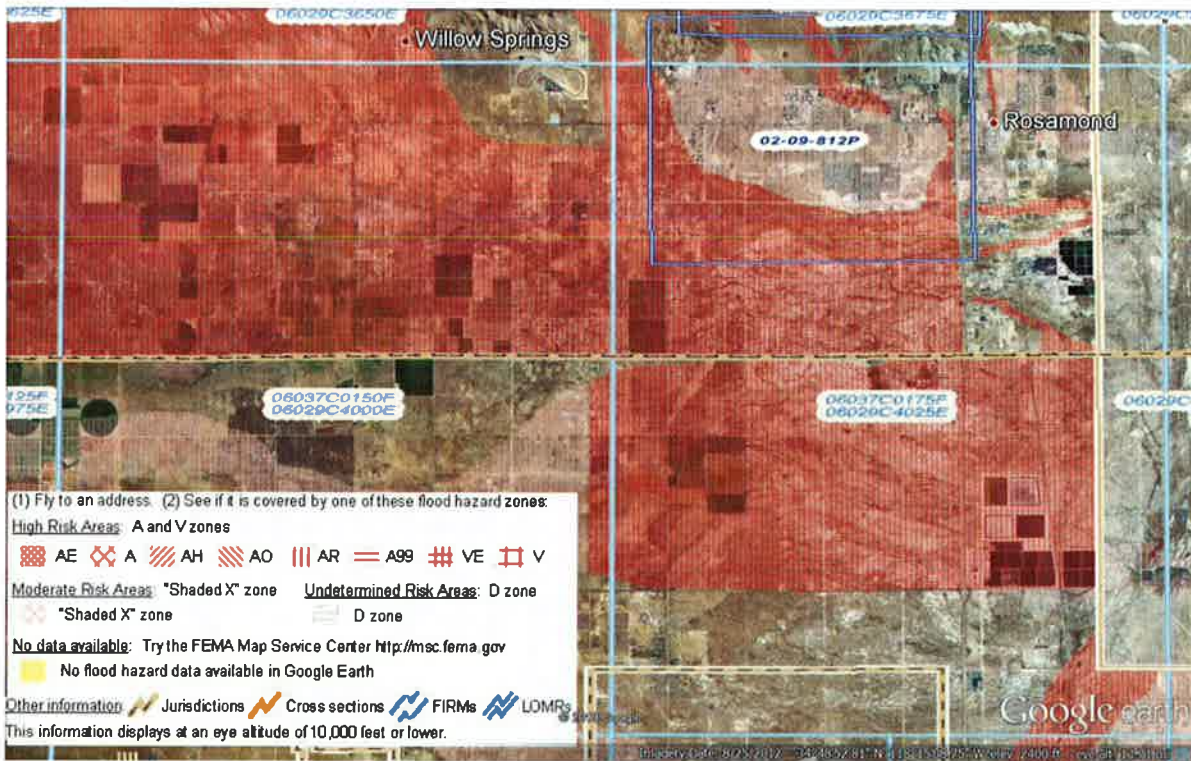 06029C3650E
06029C3675E
Willow Springs
Rosamond
02-09-812P
06037C0150F
06029C4000E
06037C0175F
06029C4025E
(1) Fly to an address. (2) See if it is covered by one of these flood hazard zones:
High Risk Areas: A and V zones
AE A AH AO AR A99 VE V
Moderate Risk Areas: "Shaded X" zone Undetermined Risk Areas: D zone
"Shaded X" zone D zone
No data available: Try the FEMA Map Service Center http://msc.fema.gov
No flood hazard data available in Google Earth
Other information Jurisdictions Cross sections FIRMs LOMRs
This information displays at an eye altitude of 10,000 feet or lower.
Google earth
Imagery Date: 8/25/2012